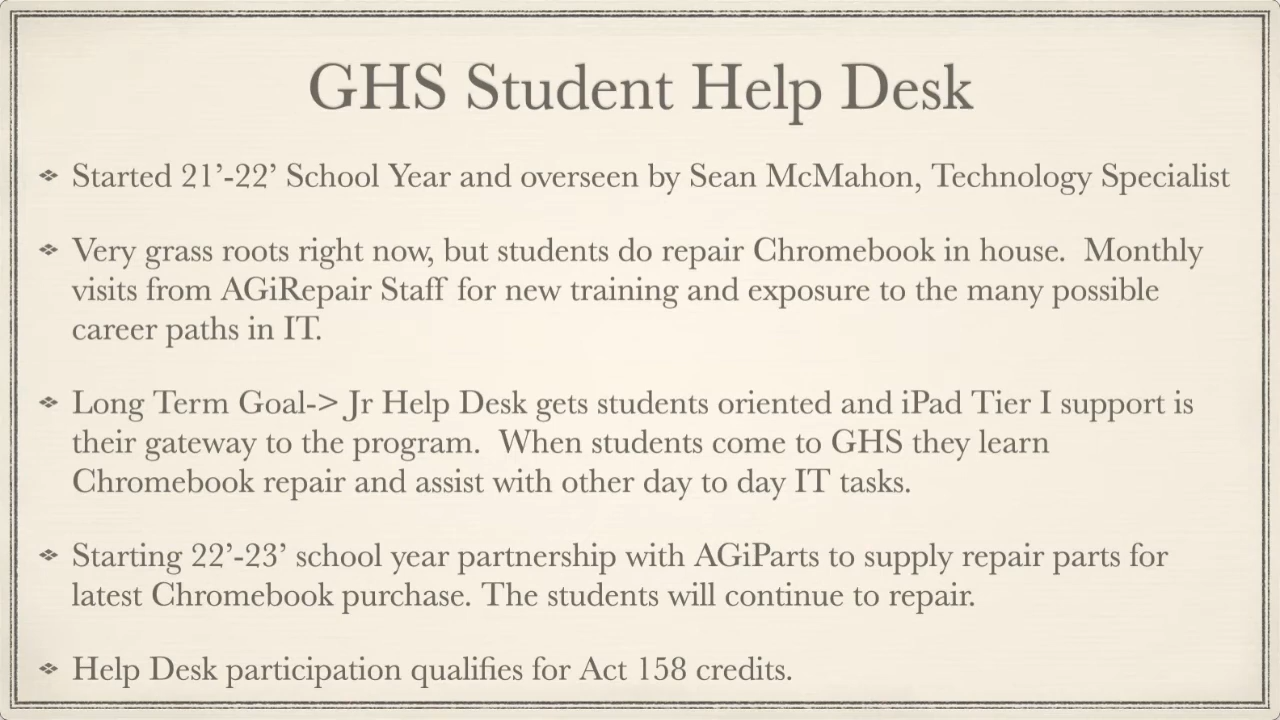 GHS Student Help Desk
Started 21’-22’ School Year and overseen by Sean McMahon, Technology Specialist
Very grass roots right now, but students do repair Chromebook in house.  Monthly
visits from AGiRepair Staff for new training and exposure to the many possible
career paths in IT.
Long Term Goal-> Jr Help Desk gets students oriented and iPad Tier I support is
their gateway to the program.  When students come to GHS they learn
Chromebook repair and assist with other day to day IT tasks.
Starting 22’-23’ school year partnership with AGiParts to supply repair parts for
latest Chromebook purchase. The students will continue to repair.
Help Desk participation qualifies for Act 158 credits.